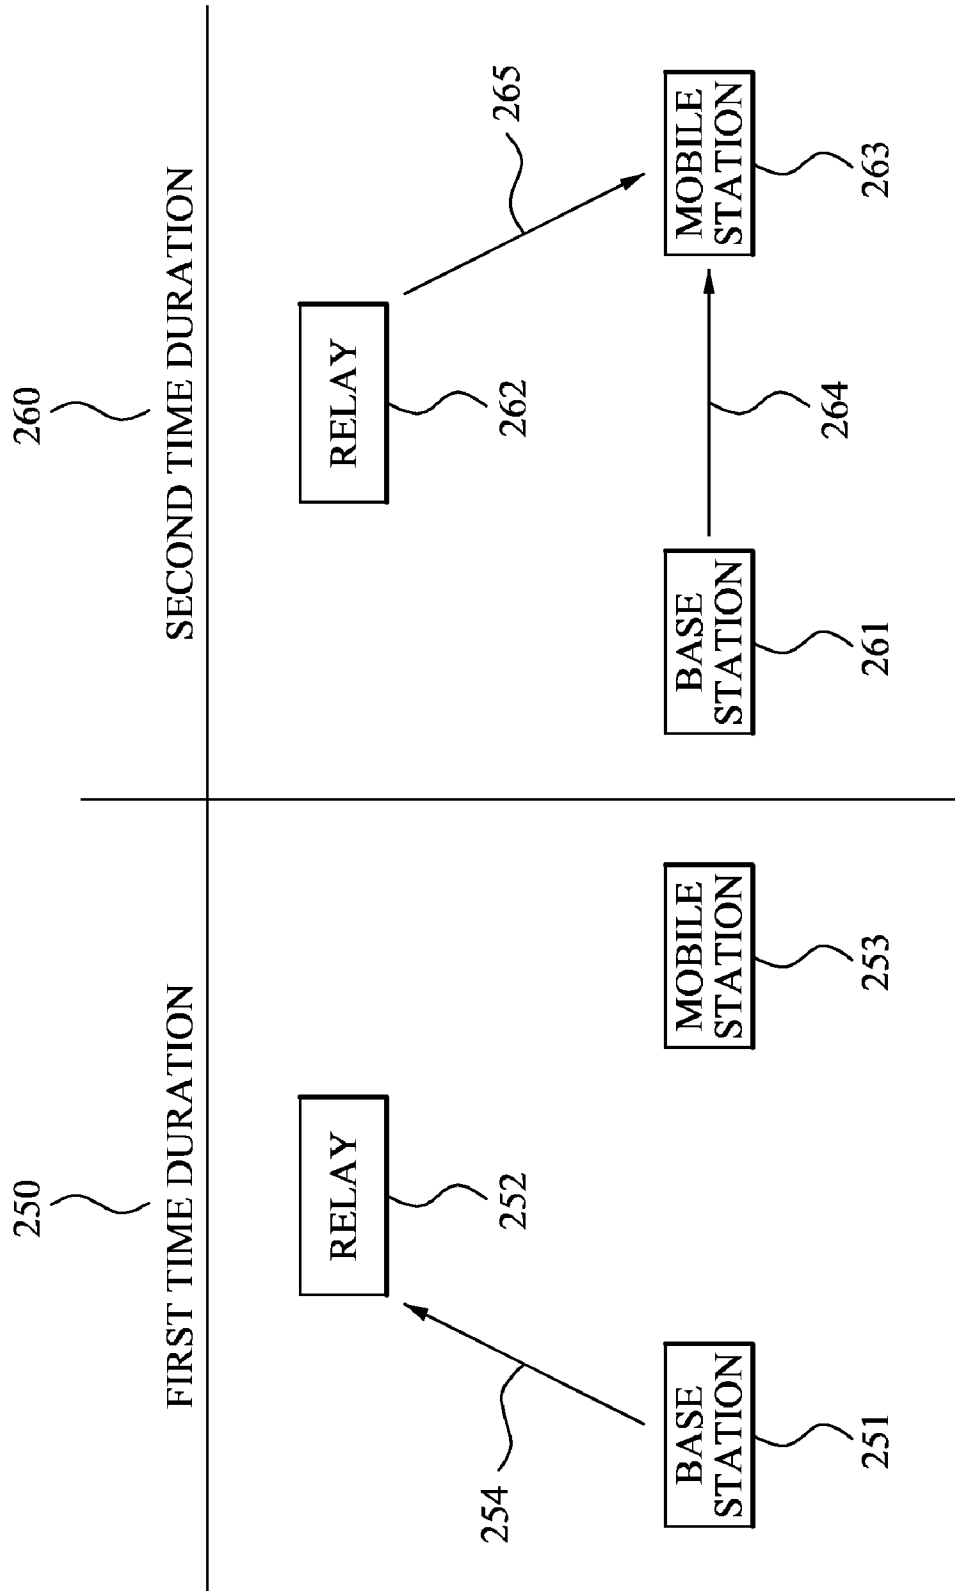 250
260
FIRST TIME DURATION
SECOND TIME DURATION
RELAY
252
254
BASE
STATION
251
MOBILE
STATION
253
RELAY
262
265
BASE
STATION
261
264
MOBILE
STATION
263